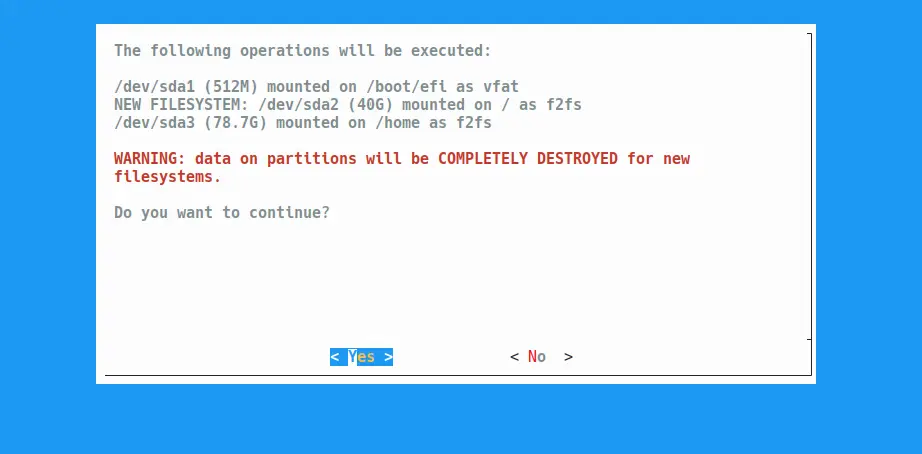 The following operations will be executed:
/dev/sda1 (512M) mounted on /boot/efi as vfat
NEW FILESYSTEM: /dev/sda2 (40G) mounted on / as f2fs
/dev/sda3 (78.7G) mounted on /home as f2fs
WARNING: data on partitions will be COMPLETELY DESTROYED for new
filesystems.
Do you want to continue?
< Yes > < No >